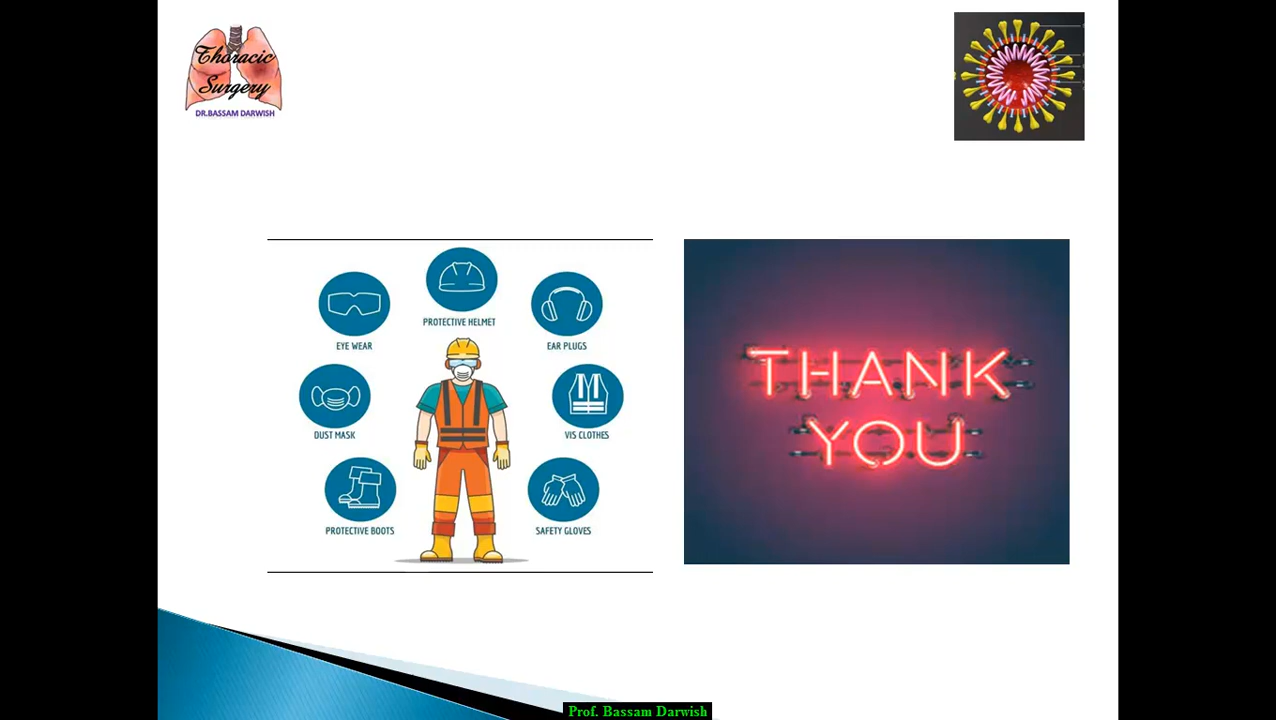 Thoracic
Surgery
DR.BASSAM DARWISH
PROTECTIVE HELMET
EYE WEAR
EAR PLUGS
DUST MASK
VIS CLOTHES
PROTECTIVE BOOTS
SAFETY GLOVES
THANK
YOU
Prof. Bassam Darwish